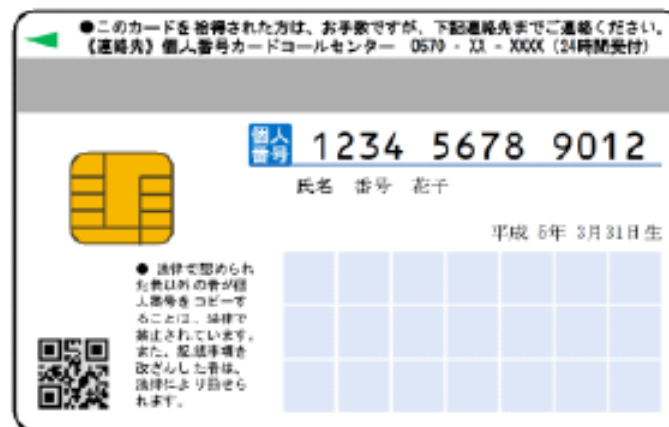 ●このカードを拾得された方は、お手数ですが、下記連絡先までご連絡ください。
《連絡先》個人番号カードコールセンター 0570 - XX - XXXX (24時間受付)
個人番号 1234 5678 9012
氏名 番号 花子
平成 5年 3月31日生
● 法律で認められ
た者以外の者が個
人番号をコピーす
ることは、法律で
禁止されています。
また、記載事項を
改ざんした者は、
法律により罰せら
れます。